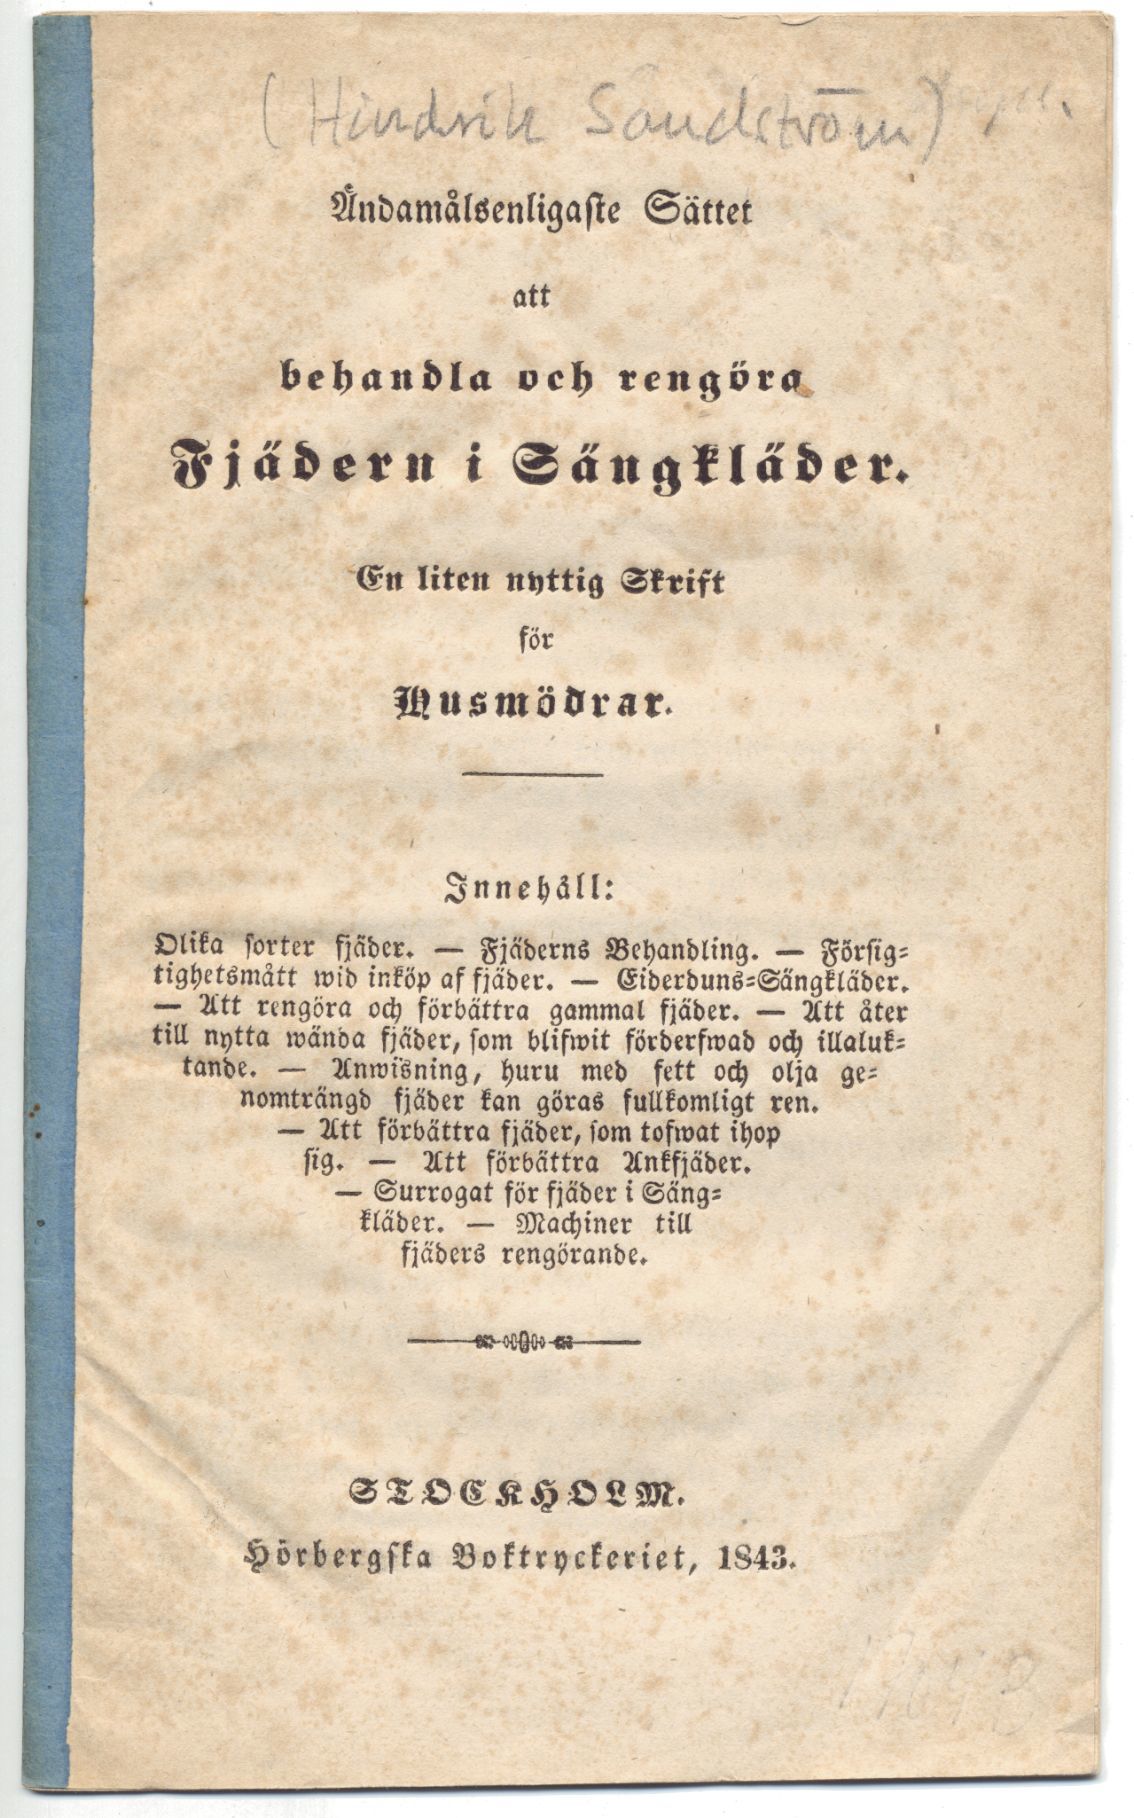 (Hindrik Sandström)
Ändamålsenligaste Sättet
att
behandla och rengöra
Fjädern i Sängkläder.
En liten nyttig Skrift
för
Husmödrar.
Innehåll:
Olika sorter fjäder. — Fjäderns Behandling. — Försig-
tighetsmått wid inköp af fjäder. — Eiderduns-Sängkläder.
— Att rengöra och förbättra gammal fjäder. — Att åter
till nytta wända fjäder, som blifwit förderfwad och illaluk-
tande. — Anwisning, huru med fett och olja ge-
nomträngd fjäder kan göras fullkomligt ren.
— Att förbättra fjäder, som tofwat ihop
sig. — Att förbättra Ankfjäder.
— Surrogat för fjäder i Säng-
kläder. — Machiner till
fjäders rengörande.
STOCKHOLM.
Hörbergska Boktryckeriet, 1843.